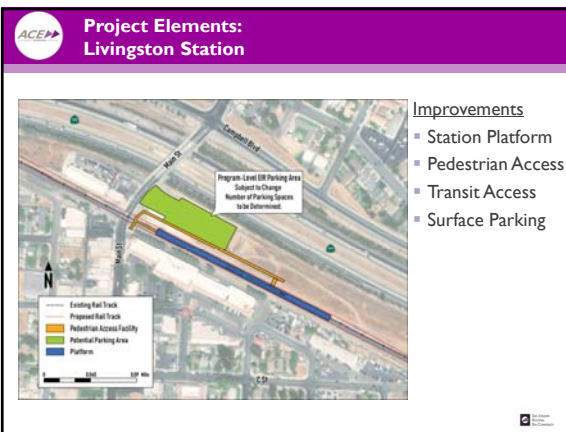 ACE
Project Elements:
Livingston Station
Improvements
Station Platform
Pedestrian Access
Transit Access
Surface Parking
Campbell Blvd
Main St
Program-Level EIR Parking Area
Subject to Change
Number of Parking Spaces
to be Determined.
Main St
N
Existing Rail Track
Proposed Rail Track
Pedestrian Access Facility
Potential Parking Area
Platform
C St